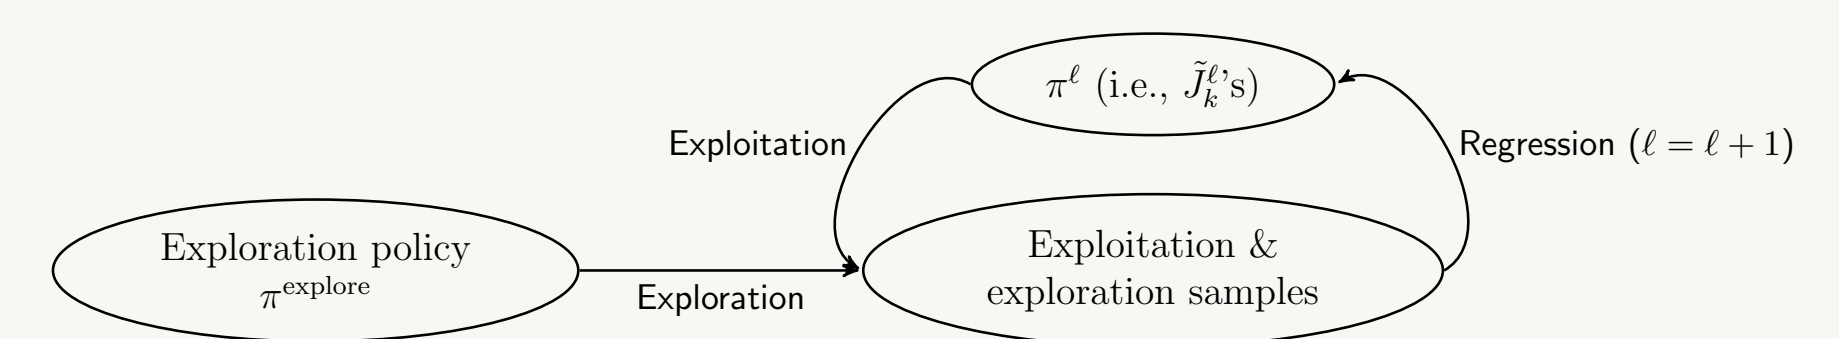 π^ℓ (i.e., J̃_k^ℓ's)
Exploitation
Regression (ℓ = ℓ + 1)
Exploration policy
π^explore
Exploration
Exploitation &
exploration samples